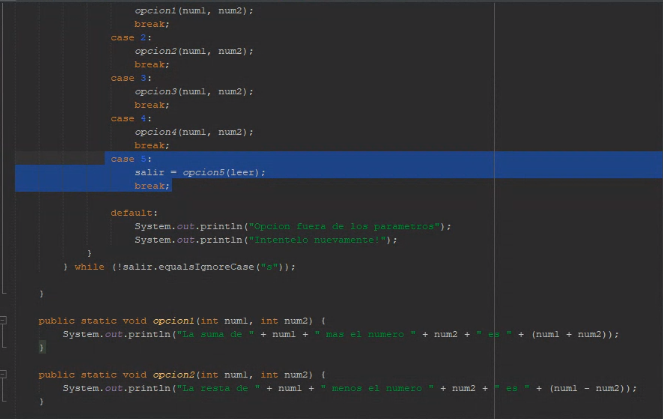 opcion1(num1, num2);
break;
case 2:
opcion2(num1, num2);
break;
case 3:
opcion3(num1, num2);
break;
case 4:
opcion4(num1, num2);
break;
case 5:
salir = opcion5(leer);
break;
default:
System.out.println("Opcion fuera de los parametros");
System.out.println("Intentelo nuevamente!");
}
} while (!salir.equalsIgnoreCase("s"));
}
public static void opcion1(int num1, int num2) {
System.out.println("La suma de " + num1 + " mas el numero " + num2 + " es " + (num1 + num2));
}
public static void opcion2(int num1, int num2) {
System.out.println("La resta de " + num1 + " menos el numero " + num2 + " es " + (num1 - num2));
}